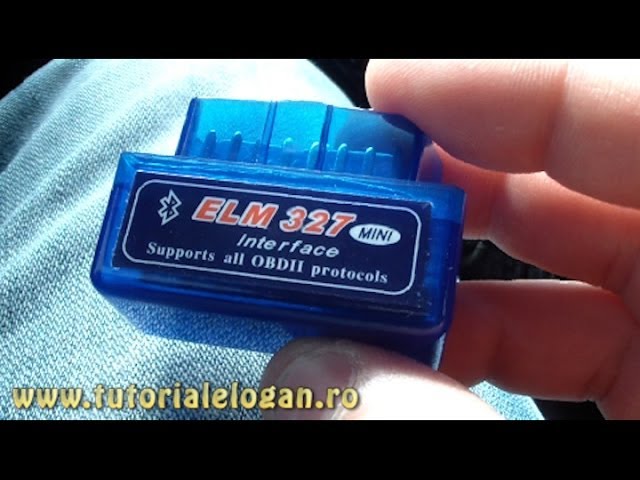 ELM 327 MINI
Interface
Supports all OBDII protocols
www.tutorialelogan.ro